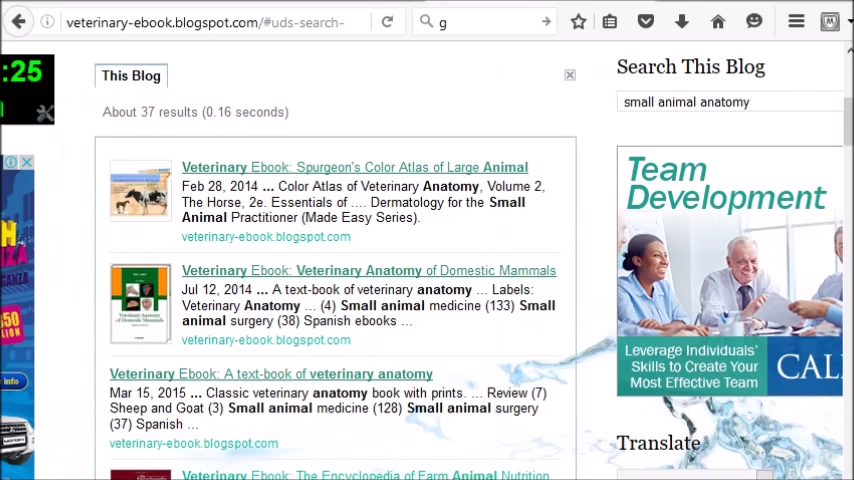 veterinary-ebook.blogspot.com/#uds-search-
g
:25
This Blog
About 37 results (0.16 seconds)
Veterinary Ebook: Spurgeon's Color Atlas of Large Animal
Feb 28, 2014 ... Color Atlas of Veterinary Anatomy, Volume 2,
The Horse, 2e. Essentials of .... Dermatology for the Small
Animal Practitioner (Made Easy Series).
veterinary-ebook.blogspot.com
Veterinary Ebook: Veterinary Anatomy of Domestic Mammals
Jul 12, 2014 ... A text-book of veterinary anatomy ... Labels:
Veterinary Anatomy ... (4) Small animal medicine (133) Small
animal surgery (38) Spanish ebooks ...
veterinary-ebook.blogspot.com
Veterinary Ebook: A text-book of veterinary anatomy
Mar 15, 2015 ... Classic veterinary anatomy book with prints. ... Review (7)
Sheep and Goat (3) Small animal medicine (128) Small animal surgery
(37) Spanish ...
veterinary-ebook.blogspot.com
Veterinary Ebook: The Encyclopedia of Farm Animal Nutrition
Search This Blog
small animal anatomy
Team
Development
Leverage Individuals'
Skills to Create Your
Most Effective Team
CAL
Translate
info